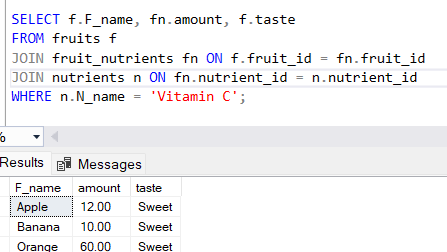 SELECT f.F_name, fn.amount, f.taste
FROM fruits f
JOIN fruit_nutrients fn ON f.fruit_id = fn.fruit_id
JOIN nutrients n ON fn.nutrient_id = n.nutrient_id
WHERE n.N_name = 'Vitamin C';
%
Results Messages
F_name amount taste
Apple 12.00 Sweet
Banana 10.00 Sweet
Orange 60.00 Sweet